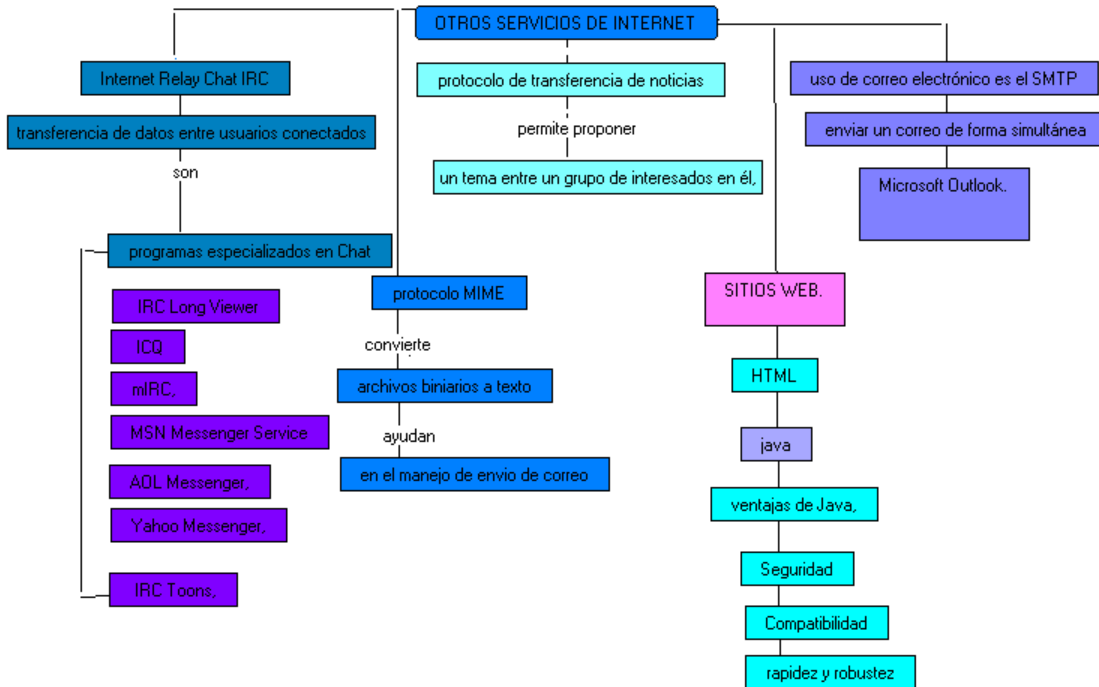 OTROS SERVICIOS DE INTERNET
Internet Relay Chat IRC
transferencia de datos entre usuarios conectados
son
programas especializados en Chat
IRC Long Viewer
ICQ
mIRC,
MSN Messenger Service
AOL Messenger,
Yahoo Messenger,
IRC Toons,
protocolo MIME
convierte
archivos biniarios a texto
ayudan
en el manejo de envio de correo
protocolo de transferencia de noticias
permite proponer
un tema entre un grupo de interesados en él,
SITIOS WEB.
HTML
java
ventajas de Java,
Seguridad
Compatibilidad
rapidez y robustez
uso de correo electrónico es el SMTP
enviar un correo de forma simultánea
Microsoft Outlook.